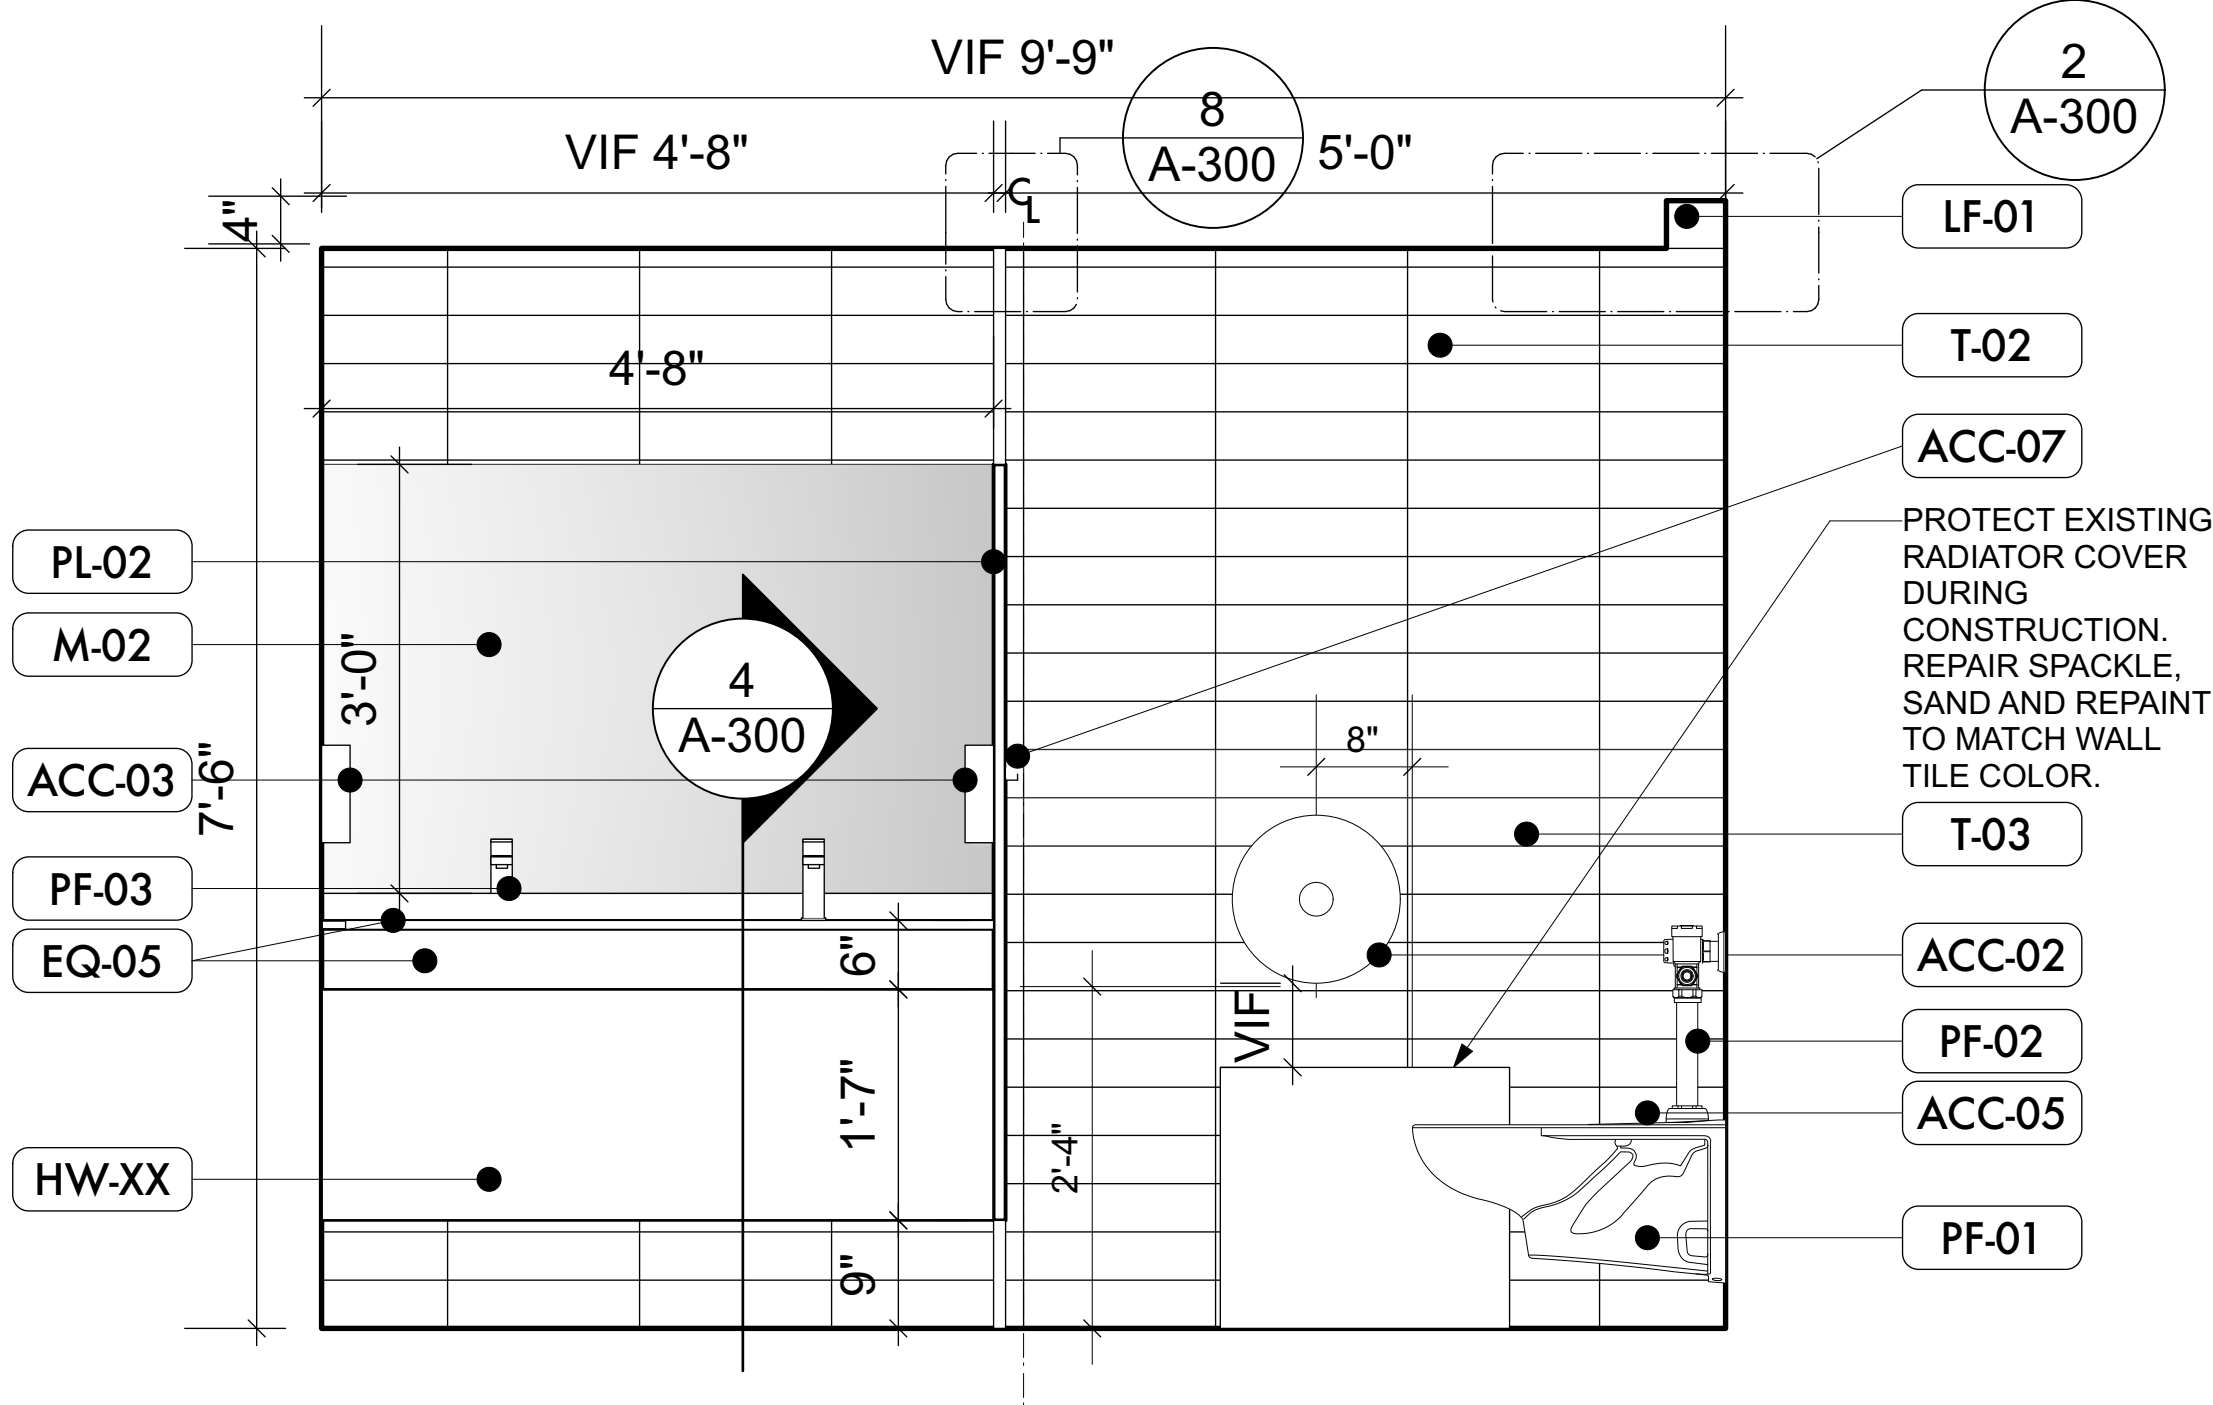 VIF 9'-9"
2
A-300
8
A-300
VIF 4'-8"
5'-0"
CL
4"
LF-01
T-02
4'-8"
ACC-07
PROTECT EXISTING
RADIATOR COVER
DURING
CONSTRUCTION.
REPAIR SPACKLE,
SAND AND REPAINT
TO MATCH WALL
TILE COLOR.
PL-02
M-02
3'-0"
4
A-300
ACC-03
7'-6"
8"
T-03
PF-03
EQ-05
6"
ACC-02
VIF
PF-02
1'-7"
ACC-05
2'-4"
HW-XX
PF-01
9"